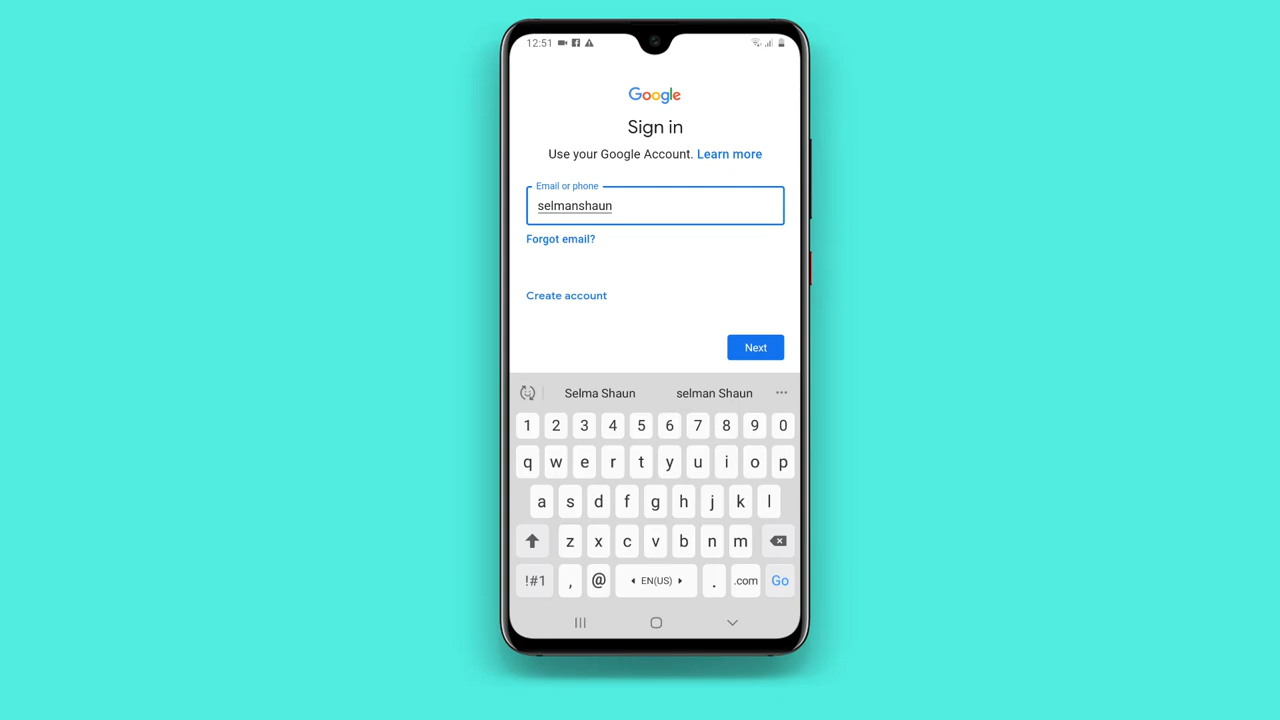 12:51
Google
Sign in
Use your Google Account. Learn more
Email or phone
selmanshaun
Forgot email?
Create account
Next
Selma Shaun selman Shaun ...
1 2 3 4 5 6 7 8 9 0
q w e r t y u i o p
a s d f g h j k l
z x c v b n m
!#1 , @ EN(US) . .com Go